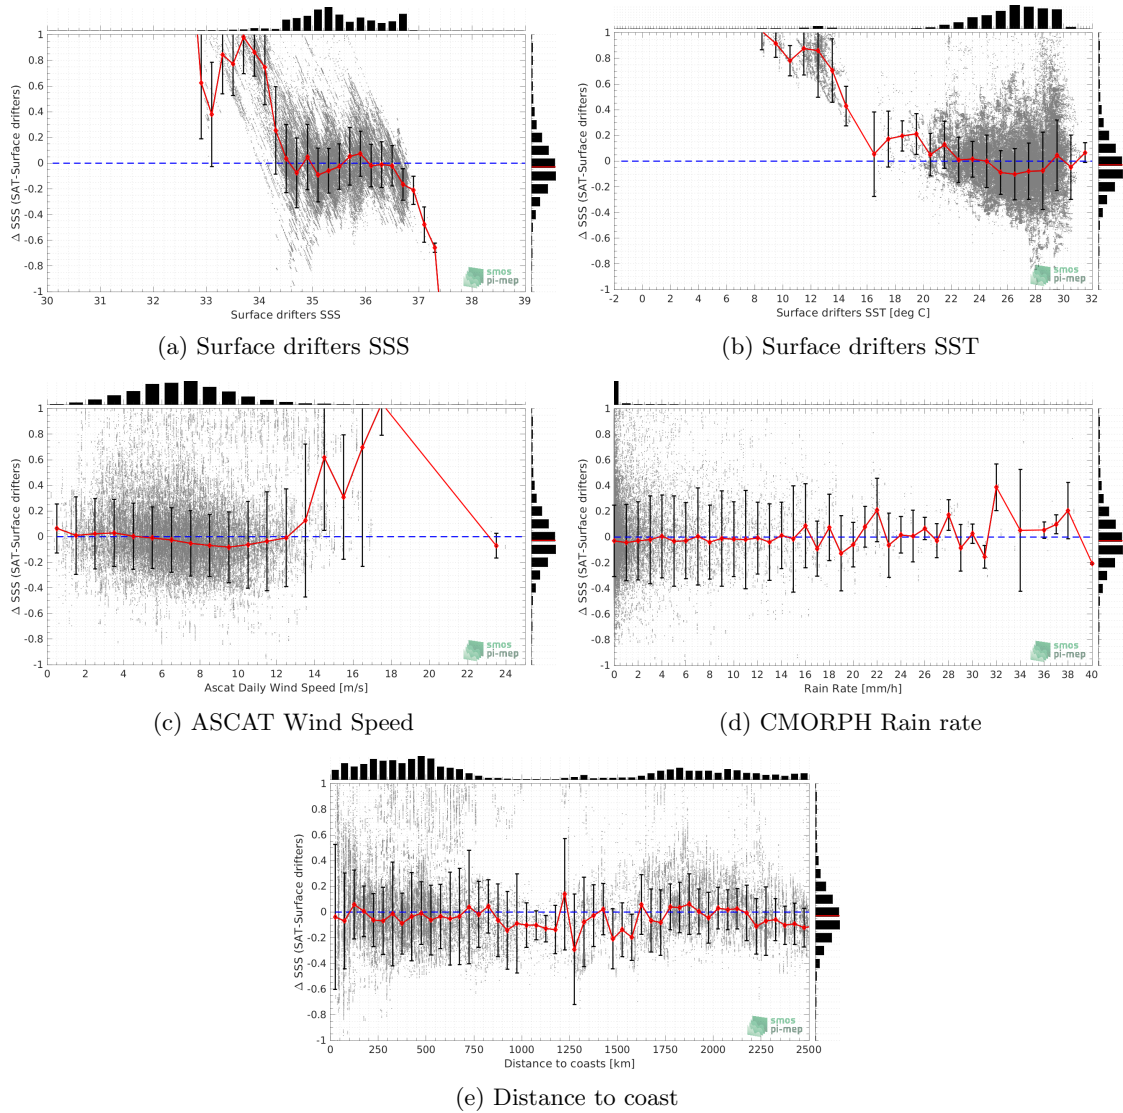 1
0.8
0.6
0.4
0.2
0
-0.2
-0.4
-0.6
-0.8
-1
Δ SSS (SAT-Surface drifters)
smos
pi-mep
30 31 32 33 34 35 36 37 38 39
Surface drifters SSS
(a) Surface drifters SSS
1
0.8
0.6
0.4
0.2
0
-0.2
-0.4
-0.6
-0.8
-1
Δ SSS (SAT-Surface drifters)
smos
pi-mep
-2 0 2 4 6 8 10 12 14 16 18 20 22 24 26 28 30 32
Surface drifters SST [deg C]
(b) Surface drifters SST
1
0.8
0.6
0.4
0.2
0
-0.2
-0.4
-0.6
-0.8
-1
Δ SSS (SAT-Surface drifters)
smos
pi-mep
0 2 4 6 8 10 12 14 16 18 20 22 24
Ascat Daily Wind Speed [m/s]
(c) ASCAT Wind Speed
1
0.8
0.6
0.4
0.2
0
-0.2
-0.4
-0.6
-0.8
-1
Δ SSS (SAT-Surface drifters)
smos
pi-mep
0 2 4 6 8 10 12 14 16 18 20 22 24 26 28 30 32 34 36 38 40
Rain Rate [mm/h]
(d) CMORPH Rain rate
1
0.8
0.6
0.4
0.2
0
-0.2
-0.4
-0.6
-0.8
-1
Δ SSS (SAT-Surface drifters)
smos
pi-mep
0 250 500 750 1000 1250 1500 1750 2000 2250 2500
Distance to coasts [km]
(e) Distance to coast